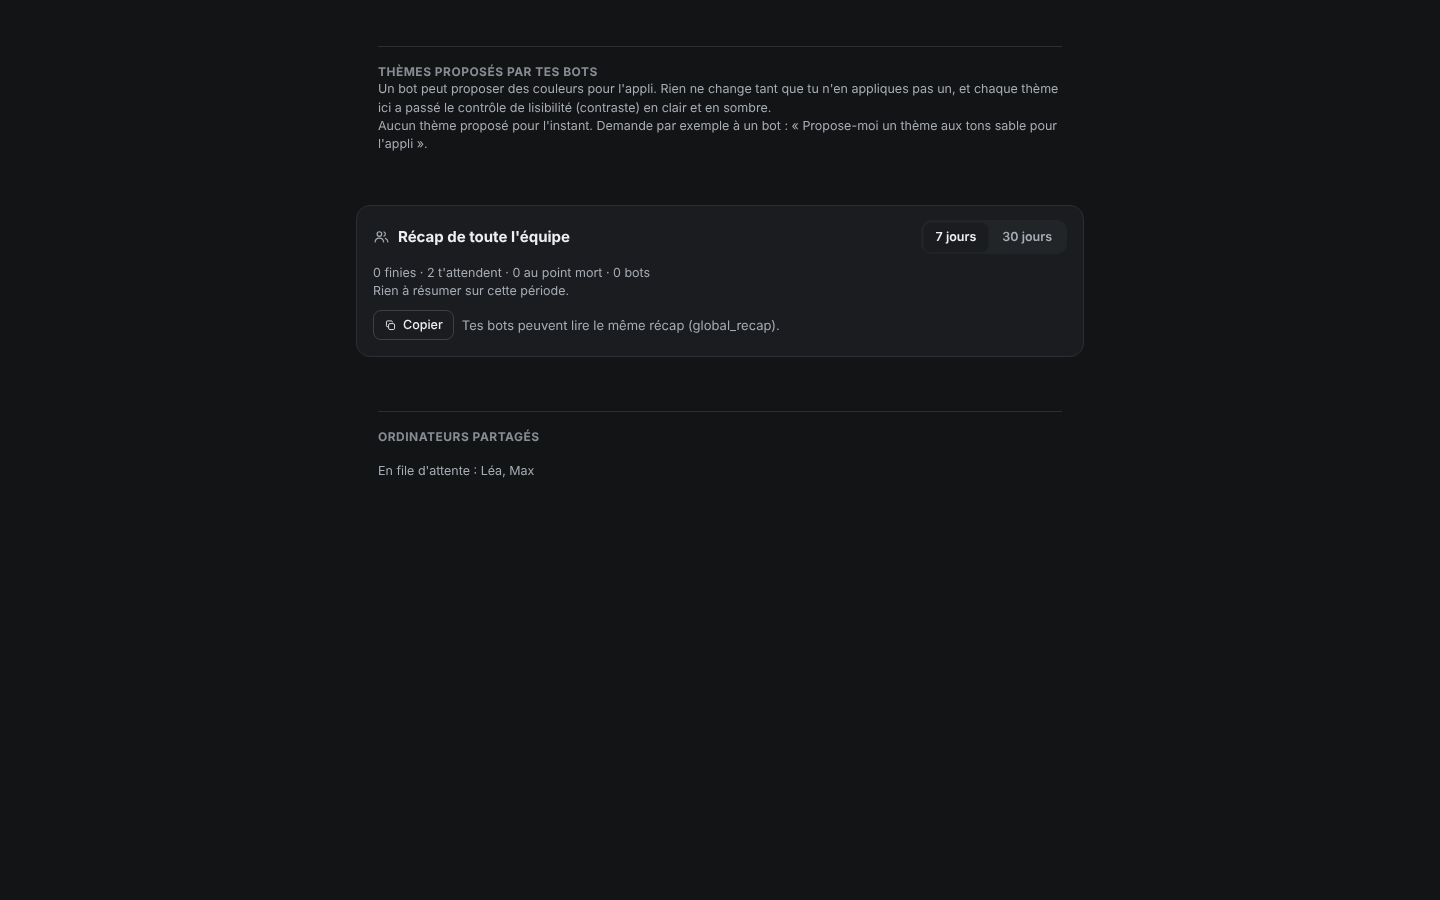 THÈMES PROPOSÉS PAR TES BOTS
Un bot peut proposer des couleurs pour l'appli. Rien ne change tant que tu n'en appliques pas un, et chaque thème
ici a passé le contrôle de lisibilité (contraste) en clair et en sombre.
Aucun thème proposé pour l'instant. Demande par exemple à un bot : « Propose-moi un thème aux tons sable pour
l'appli ».
Récap de toute l'équipe
7 jours
30 jours
0 finies · 2 t'attendent · 0 au point mort · 0 bots
Rien à résumer sur cette période.
Copier
Tes bots peuvent lire le même récap (global_recap).
ORDINATEURS PARTAGÉS
En file d'attente : Léa, Max